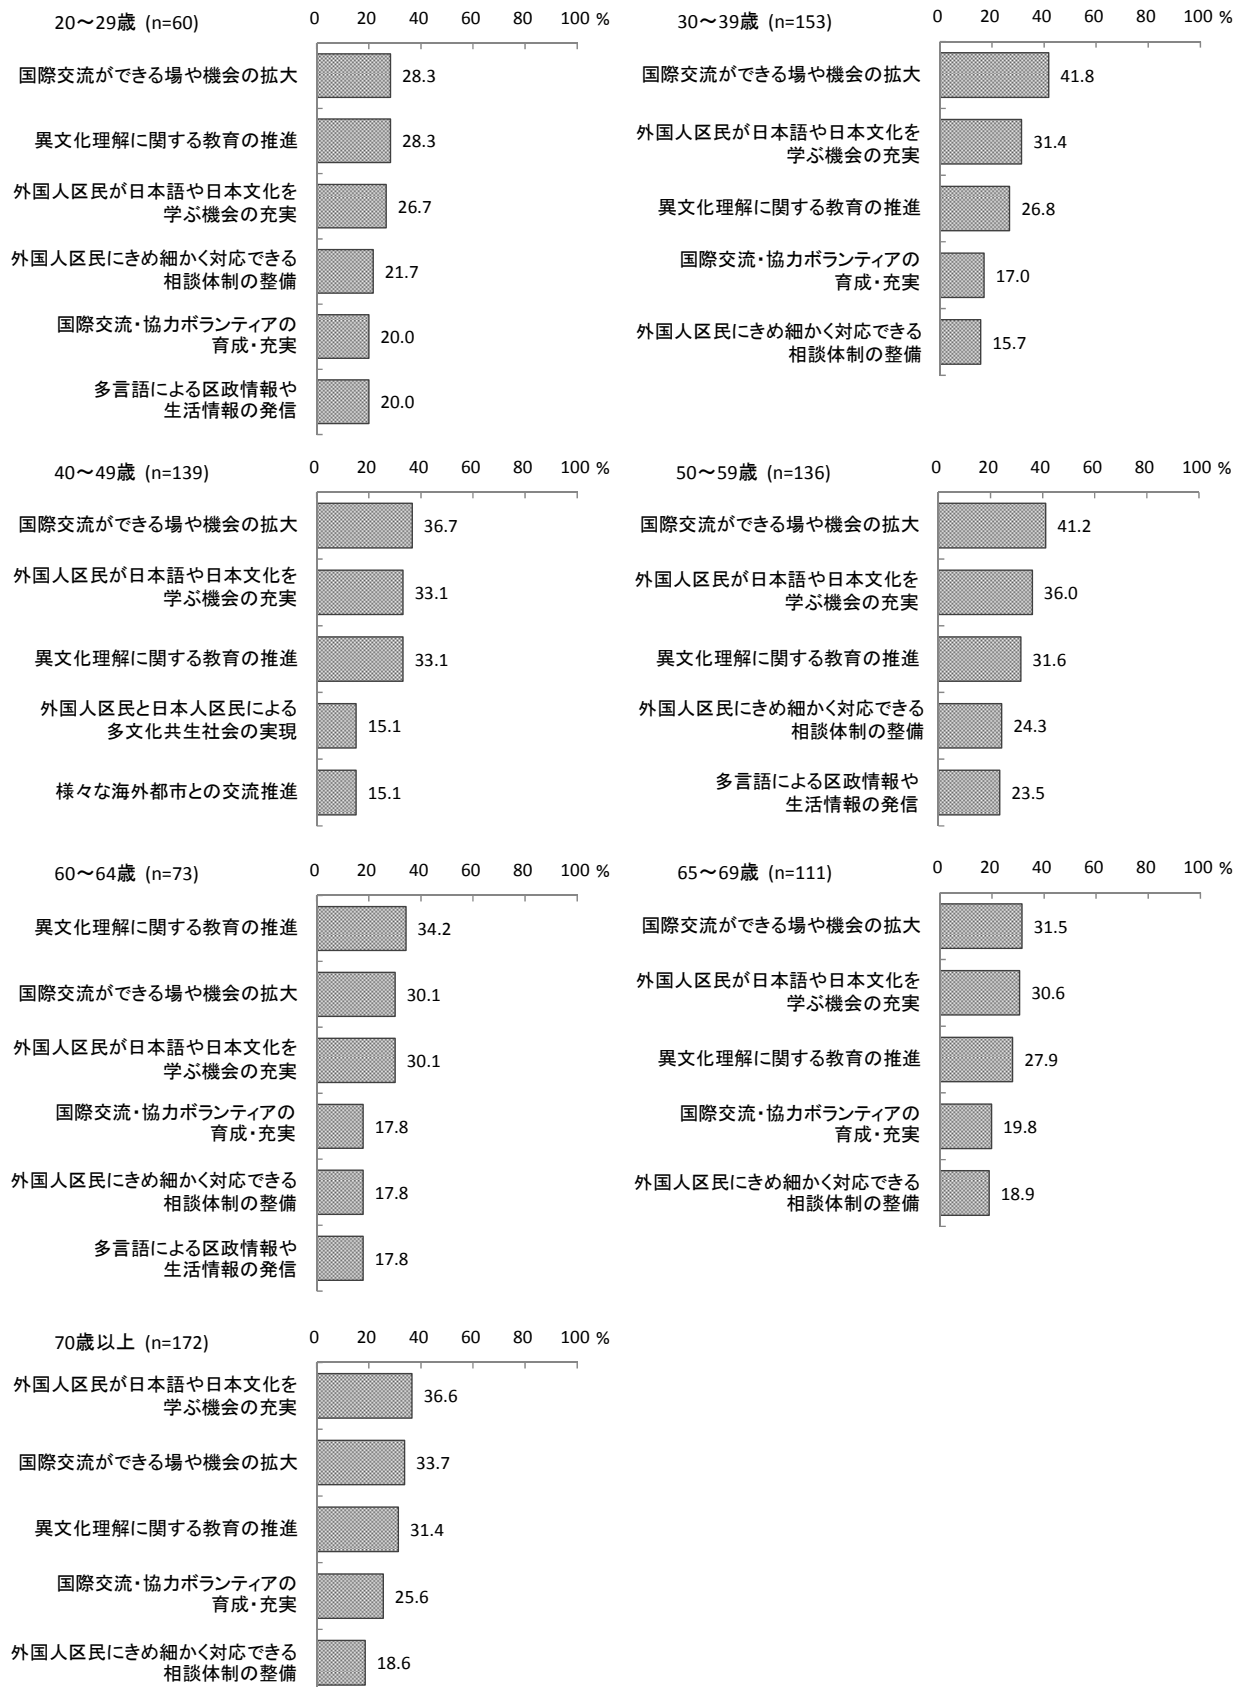 20～29歳 (n=60)
0 20 40 60 80 100 %
国際交流ができる場や機会の拡大
28.3
異文化理解に関する教育の推進
28.3
外国人区民が日本語や日本文化を
学ぶ機会の充実
26.7
外国人区民にきめ細かく対応できる
相談体制の整備
21.7
国際交流・協力ボランティアの
育成・充実
20.0
多言語による区政情報や
生活情報の発信
20.0
30～39歳 (n=153)
0 20 40 60 80 100 %
国際交流ができる場や機会の拡大
41.8
外国人区民が日本語や日本文化を
学ぶ機会の充実
31.4
異文化理解に関する教育の推進
26.8
国際交流・協力ボランティアの
育成・充実
17.0
外国人区民にきめ細かく対応できる
相談体制の整備
15.7
40～49歳 (n=139)
0 20 40 60 80 100 %
国際交流ができる場や機会の拡大
36.7
外国人区民が日本語や日本文化を
学ぶ機会の充実
33.1
異文化理解に関する教育の推進
33.1
外国人区民と日本人区民による
多文化共生社会の実現
15.1
様々な海外都市との交流推進
15.1
50～59歳 (n=136)
0 20 40 60 80 100 %
国際交流ができる場や機会の拡大
41.2
外国人区民が日本語や日本文化を
学ぶ機会の充実
36.0
異文化理解に関する教育の推進
31.6
外国人区民にきめ細かく対応できる
相談体制の整備
24.3
多言語による区政情報や
生活情報の発信
23.5
60～64歳 (n=73)
0 20 40 60 80 100 %
異文化理解に関する教育の推進
34.2
国際交流ができる場や機会の拡大
30.1
外国人区民が日本語や日本文化を
学ぶ機会の充実
30.1
国際交流・協力ボランティアの
育成・充実
17.8
外国人区民にきめ細かく対応できる
相談体制の整備
17.8
多言語による区政情報や
生活情報の発信
17.8
65～69歳 (n=111)
0 20 40 60 80 100 %
国際交流ができる場や機会の拡大
31.5
外国人区民が日本語や日本文化を
学ぶ機会の充実
30.6
異文化理解に関する教育の推進
27.9
国際交流・協力ボランティアの
育成・充実
19.8
外国人区民にきめ細かく対応できる
相談体制の整備
18.9
70歳以上 (n=172)
0 20 40 60 80 100 %
外国人区民が日本語や日本文化を
学ぶ機会の充実
36.6
国際交流ができる場や機会の拡大
33.7
異文化理解に関する教育の推進
31.4
国際交流・協力ボランティアの
育成・充実
25.6
外国人区民にきめ細かく対応できる
相談体制の整備
18.6